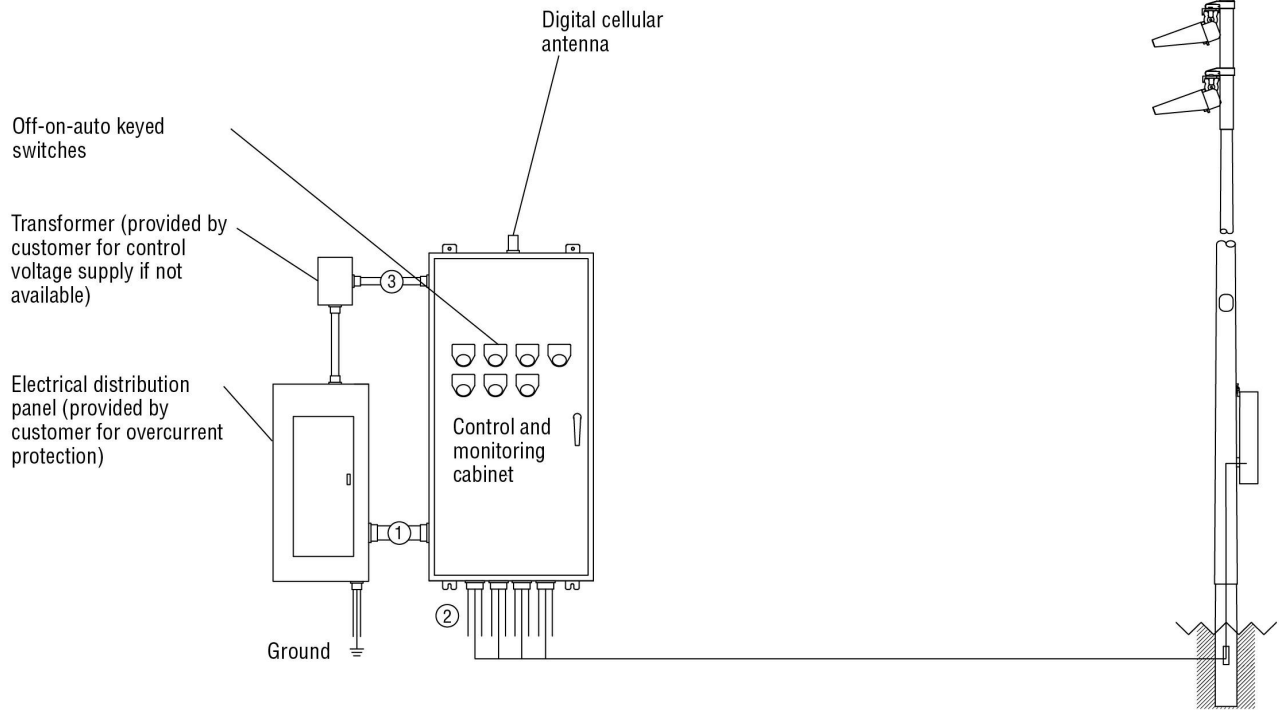 Digital cellular
antenna
Off-on-auto keyed
switches
Transformer (provided by
customer for control
voltage supply if not
available)
3
Electrical distribution
panel (provided by
customer for overcurrent
protection)
Control and
monitoring
cabinet
1
2
Ground